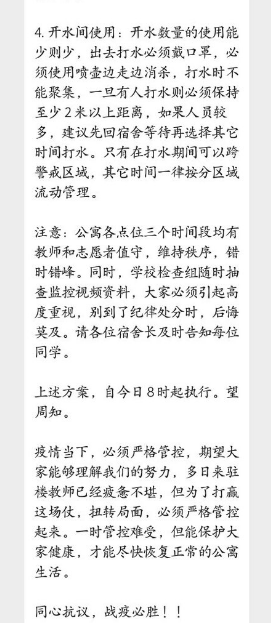 4. 开水间使用：开水数量的使用能
少则少，出去打水必须戴口罩，必
须使用喷壶边走边消杀，打水时不
能聚集，一旦有人打水则必须保持
至少2米以上距离，如果人员较
多，建议先回宿舍等待再选择其它
时间打水。只有在打水期间可以跨
警戒区域，其它时间一律按分区域
流动管理。
注意：公寓各点位三个时间段均有
教师和志愿者值守，维持秩序，错
时错峰。同时，学校检查组随时抽
查监控视频资料，大家必须引起高
度重视，别到了纪律处分时，后悔
莫及。请各位宿舍长及时告知每位
同学。
上述方案，自今日8时起执行。望
周知。
疫情当下，必须严格管控，期望大
家能够理解我们的努力，多日来驻
楼教师已经疲惫不堪，但为了打赢
这场仗，扭转局面，必须严格管控
起来。一时管控难受，但能保护大
家健康，才能尽快恢复正常的公寓
生活。
同心抗议，战疫必胜！！